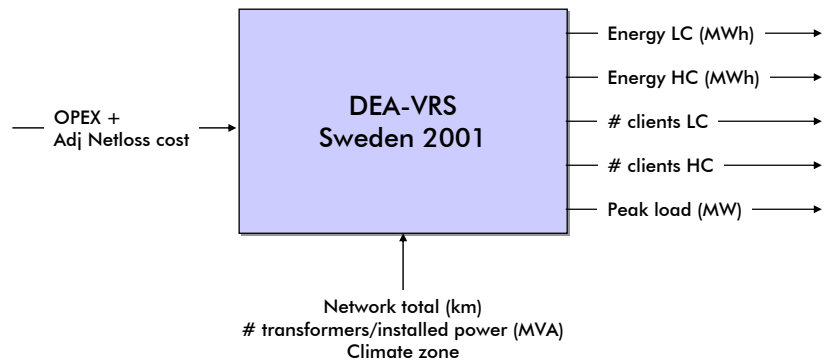 OPEX +
Adj Netloss cost
DEA-VRS
Sweden 2001
Energy LC (MWh)
Energy HC (MWh)
# clients LC
# clients HC
Peak load (MW)
Network total (km)
# transformers/installed power (MVA)
Climate zone